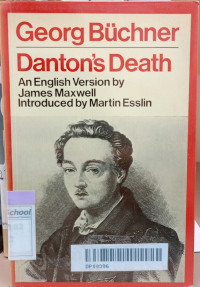 Georg Büchner
Danton's Death
An English Version by
James Maxwell
Introduced by Martin Esslin
School